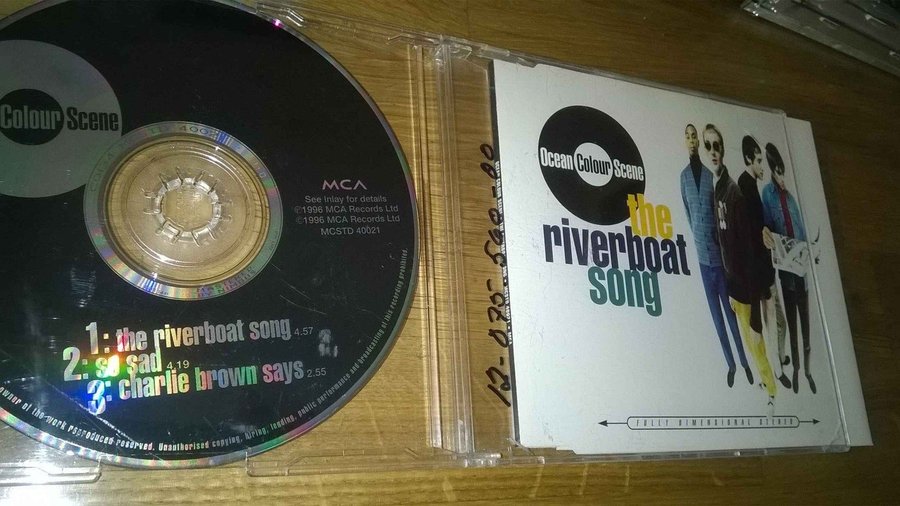 Colour Scene
MCA
See Inlay for details
℗1996 MCA Records Ltd
©1996 MCA Records Ltd
MCSTD 40021
1: the riverboat song 4.57
2: so sad 4.19
3: charlie brown says 2.55
owner of the work reproduced reserved. Unauthorised copying, hiring, lending, public performance and broadcasting of this recording prohibited
Ocean Colour Scene
the
riverboat
song
FULLY DIMENSIONAL STEREO